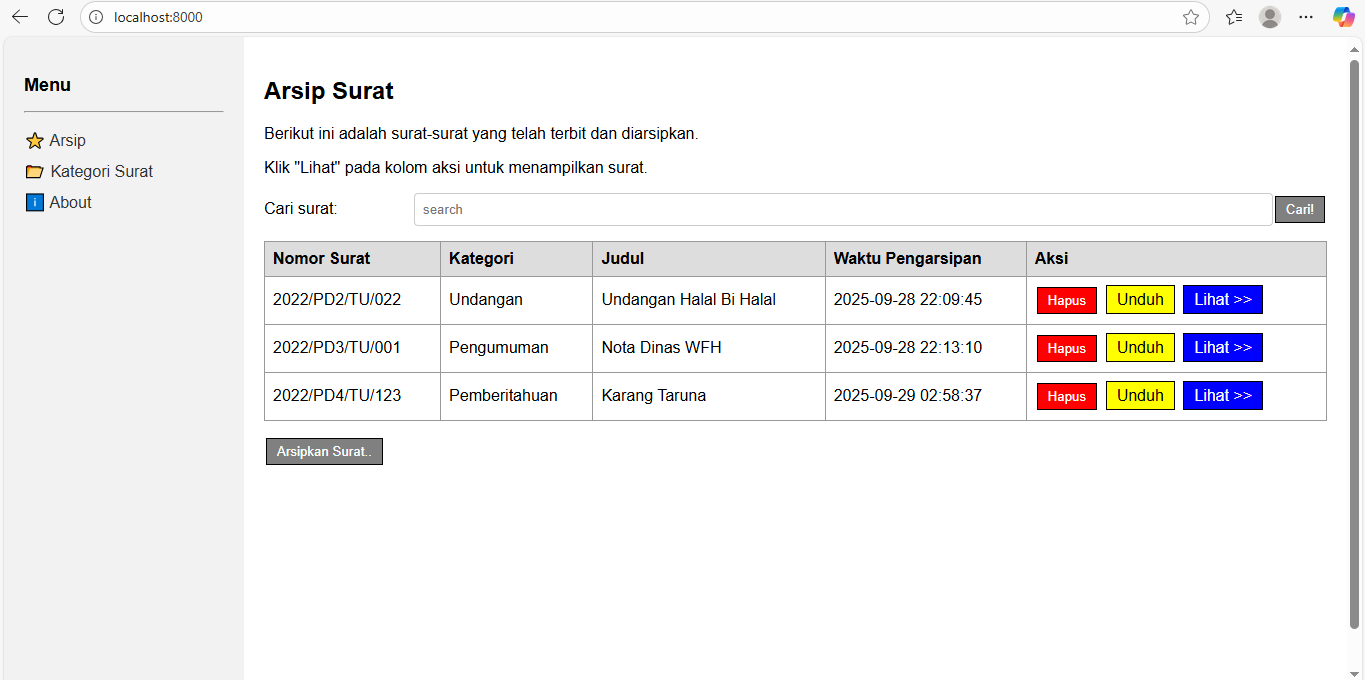 localhost:8000
Menu
Arsip
Kategori Surat
i About
Arsip Surat
Berikut ini adalah surat-surat yang telah terbit dan diarsipkan.
Klik "Lihat" pada kolom aksi untuk menampilkan surat.
Cari surat: search Cari!
Nomor Surat Kategori Judul Waktu Pengarsipan Aksi
2022/PD2/TU/022 Undangan Undangan Halal Bi Halal 2025-09-28 22:09:45 Hapus Unduh Lihat >>
2022/PD3/TU/001 Pengumuman Nota Dinas WFH 2025-09-28 22:13:10 Hapus Unduh Lihat >>
2022/PD4/TU/123 Pemberitahuan Karang Taruna 2025-09-29 02:58:37 Hapus Unduh Lihat >>
Arsipkan Surat..